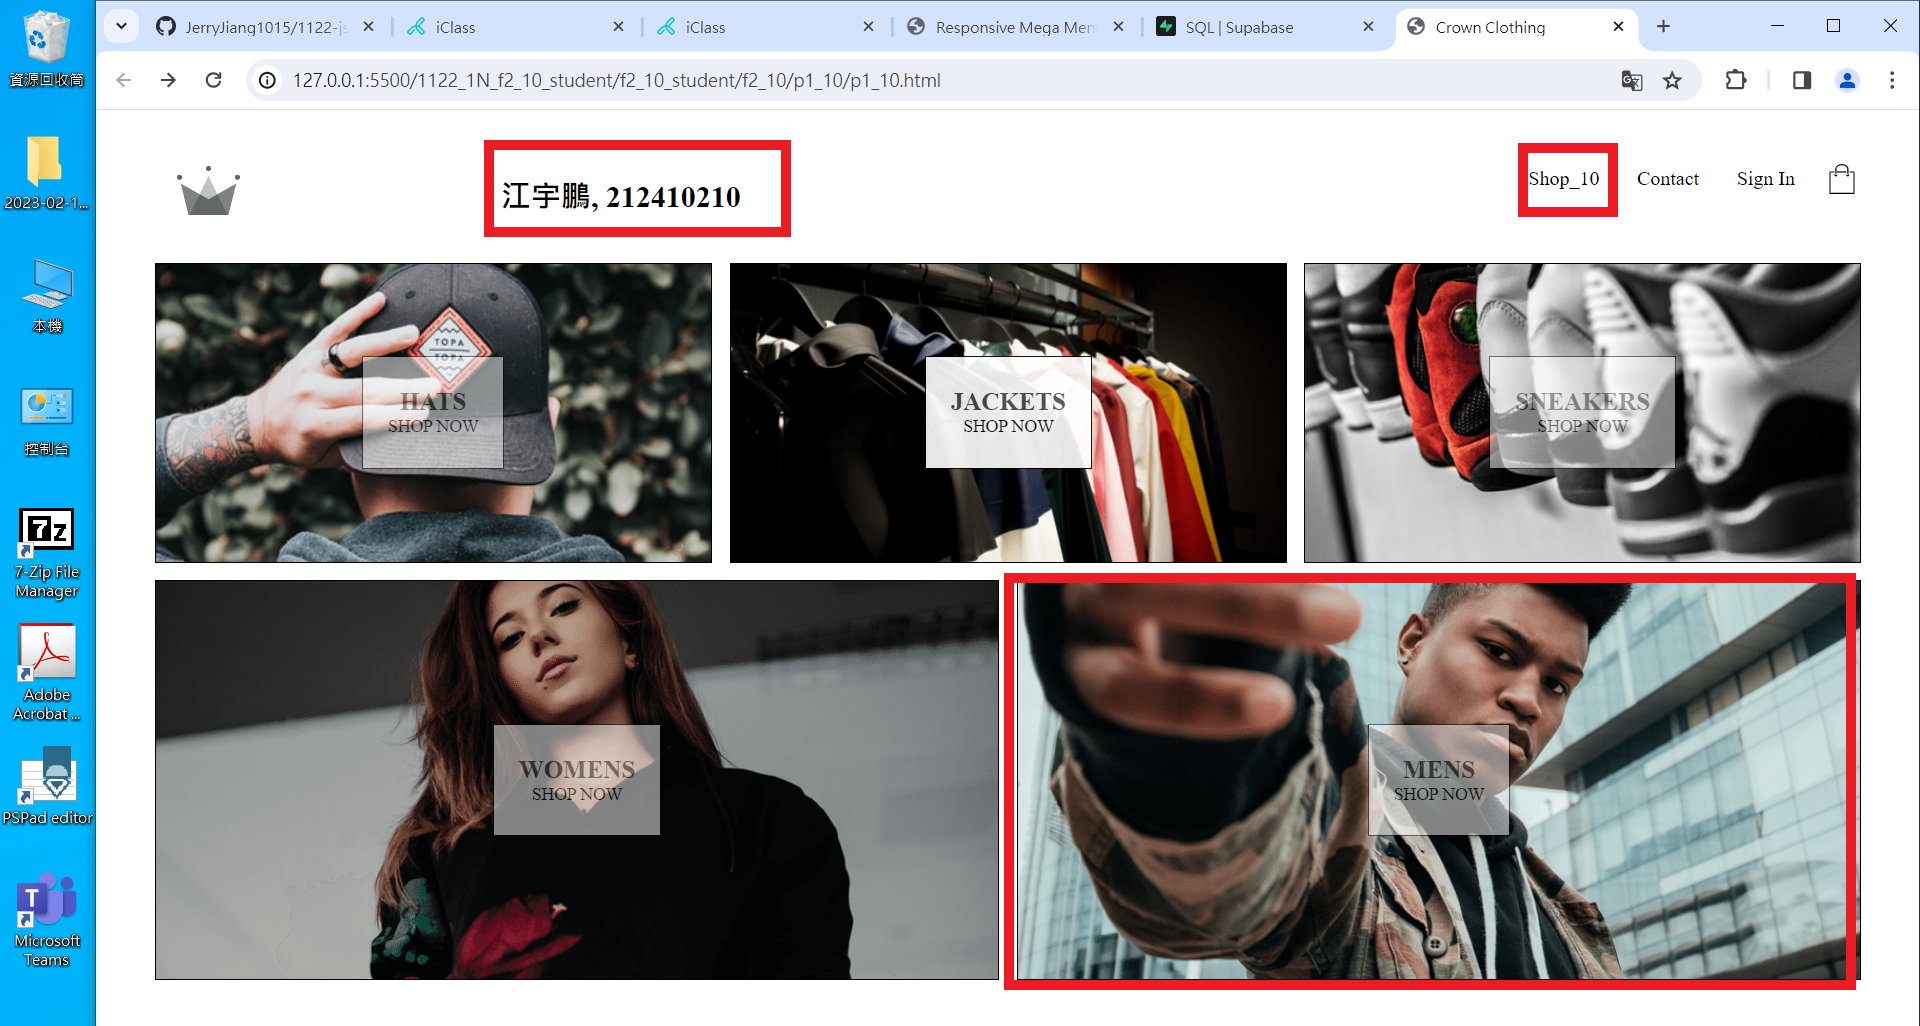 資源回收筒
2023-02-1...
本機
控制台
7-Zip File
Manager
Adobe
Acrobat ...
PSPad editor
Microsoft
Teams
JerryJiang1015/1122-js
iClass
iClass
Responsive Mega Men
SQL | Supabase
Crown Clothing
127.0.0.1:5500/1122_1N_f2_10_student/f2_10_student/f2_10/p1_10/p1_10.html
江宇鵬, 212410210
Shop_10
Contact
Sign In
TOPA
TOPA
HATS
SHOP NOW
JACKETS
SHOP NOW
SNEAKERS
SHOP NOW
WOMENS
SHOP NOW
MENS
SHOP NOW